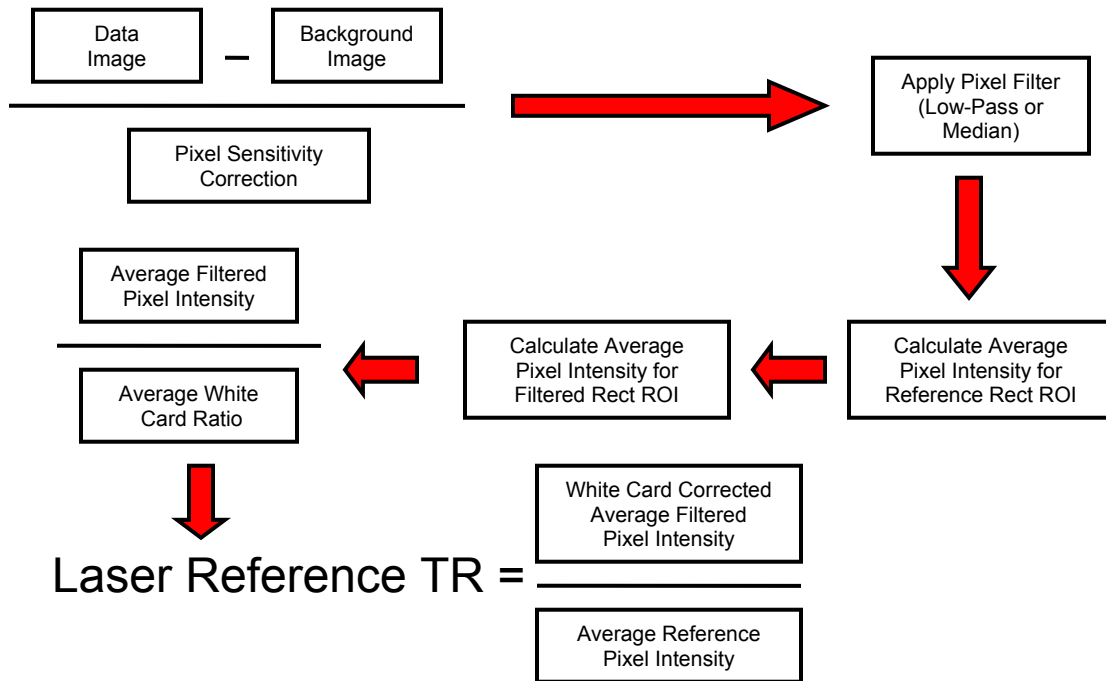 Data
Image
–
Background
Image
Pixel Sensitivity
Correction
Apply Pixel Filter
(Low-Pass or
Median)
Calculate Average
Pixel Intensity for
Reference Rect ROI
Calculate Average
Pixel Intensity for
Filtered Rect ROI
Average Filtered
Pixel Intensity
Average White
Card Ratio
Laser Reference TR =
White Card Corrected
Average Filtered
Pixel Intensity
Average Reference
Pixel Intensity